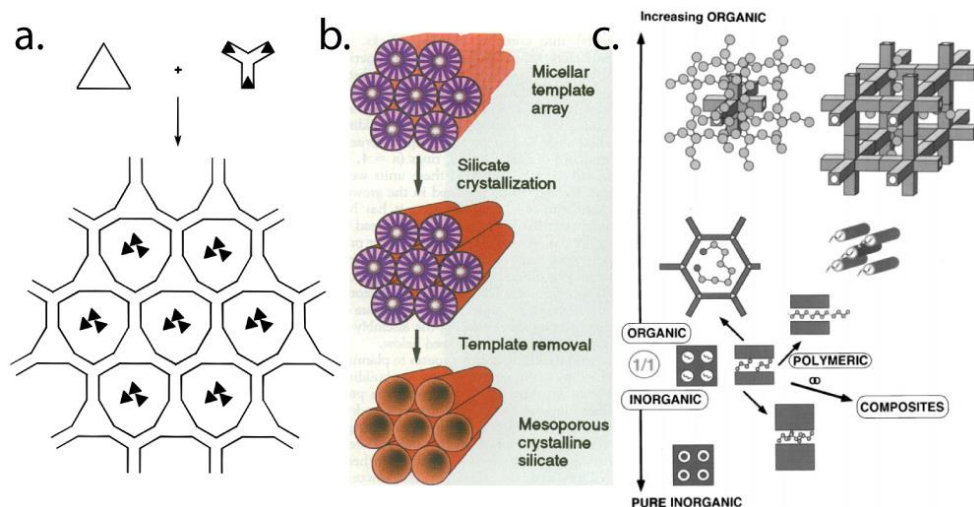 a.
+
b.
Micellar
template
array
Silicate
crystallization
Template removal
Mesoporous
crystalline
silicate
c.
Increasing ORGANIC
ORGANIC
1/1
INORGANIC
POLYMERIC
COMPOSITES
PURE INORGANIC